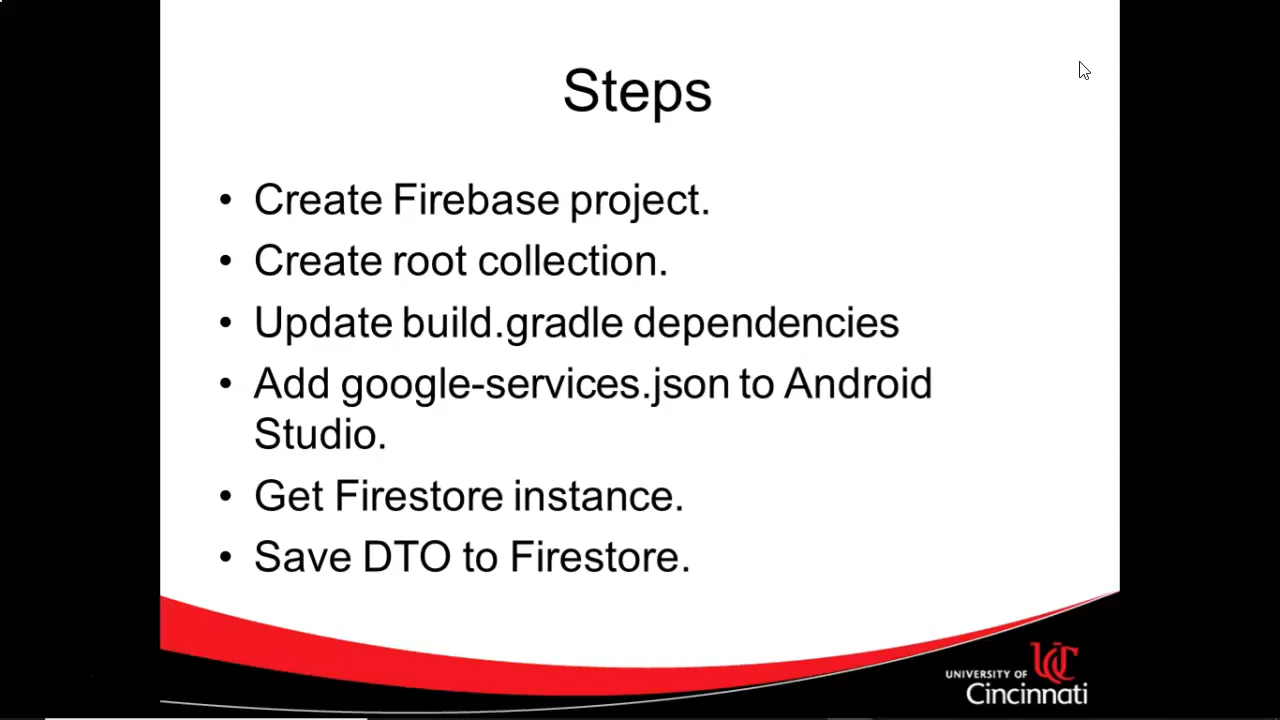 Steps
• Create Firebase project.
• Create root collection.
• Update build.gradle dependencies
• Add google-services.json to Android
Studio.
• Get Firestore instance.
• Save DTO to Firestore.
UC
UNIVERSITY OF
Cincinnati